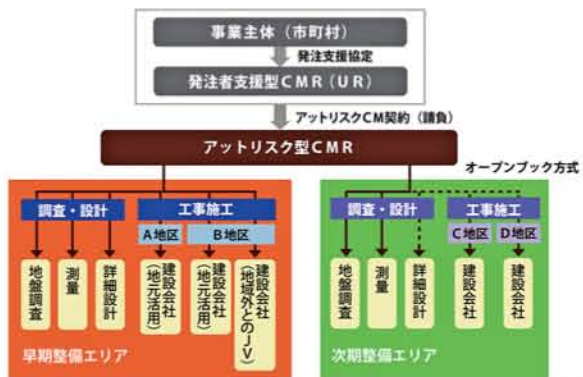 事業主体（市町村）
発注支援協定
発注者支援型CMR（UR）
アットリスクCM契約（請負）
アットリスク型CMR
オープンブック方式
調査・設計
工事施工
A地区
B地区
地盤調査
測量
詳細設計
建設会社
（地元活用）
建設会社
（地元活用）
建設会社
（地域外とのJV）
早期整備エリア
調査・設計
工事施工
C地区
D地区
地盤調査
測量
詳細設計
建設会社
建設会社
次期整備エリア